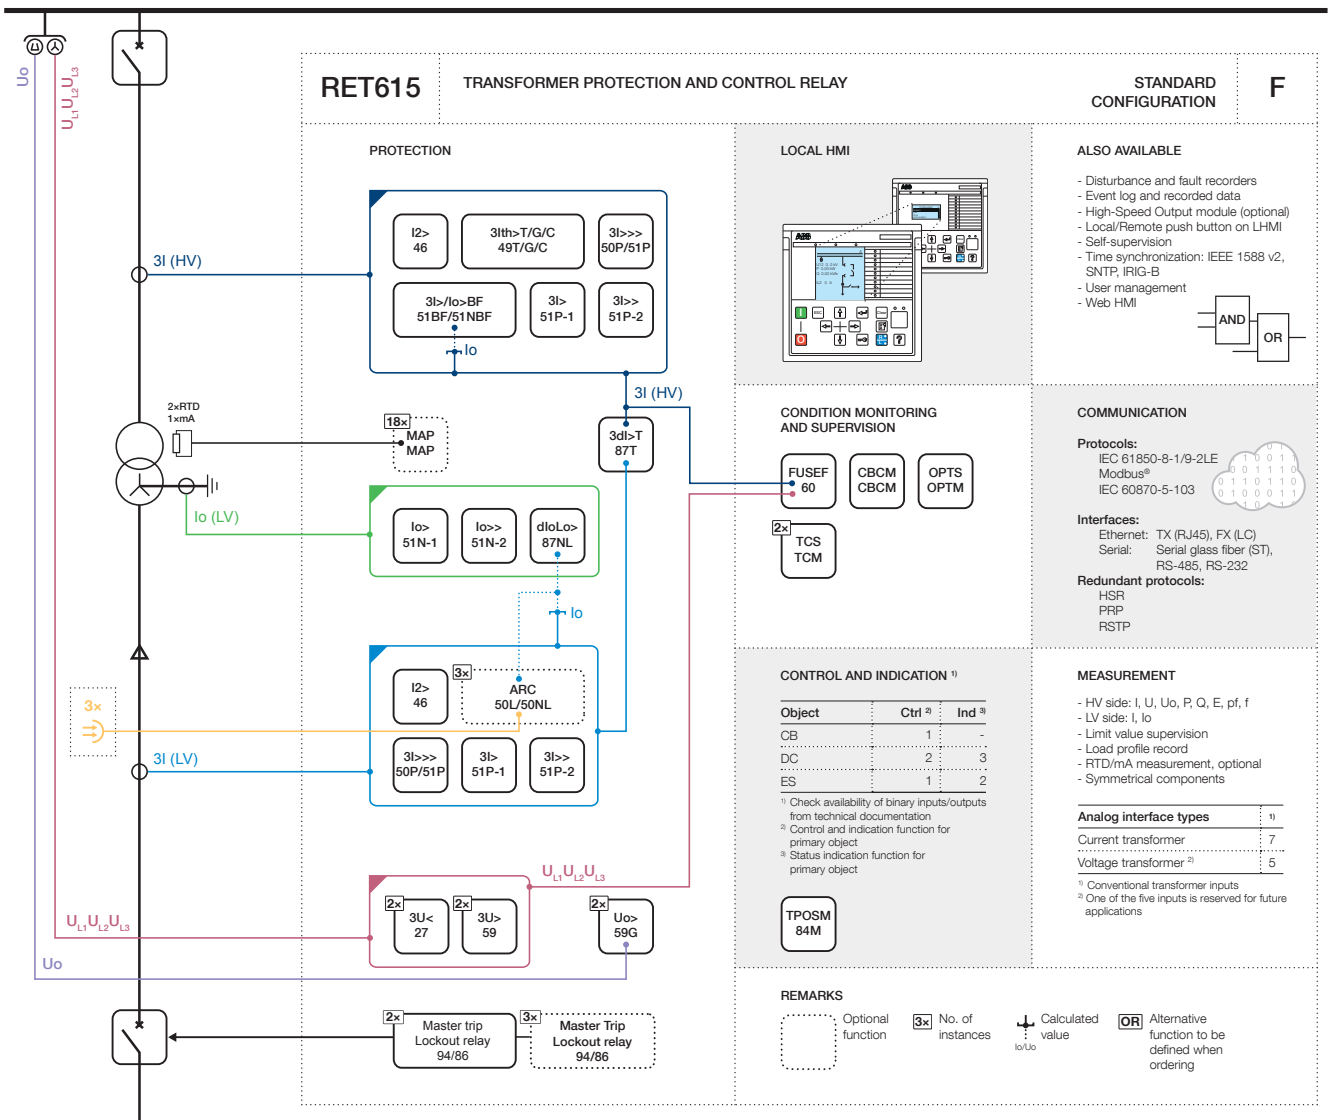 RET615
TRANSFORMER PROTECTION AND CONTROL RELAY
STANDARD
CONFIGURATION
F
Uo
UL1UL2UL3
PROTECTION
I2>
46
3Ith>T/G/C
49T/G/C
3I>>>
50P/51P
3I (HV)
3I>/Io>BF
51BF/51NBF
3I>
51P-1
3I>>
51P-2
Io
3I (HV)
2×RTD
1×mA
18×
MAP
MAP
3dI>T
87T
Io (LV)
Io>
51N-1
Io>>
51N-2
dIoLo>
87NL
Io
I2>
46
3×
ARC
50L/50NL
3×
3I (LV)
3I>>>
50P/51P
3I>
51P-1
3I>>
51P-2
UL1UL2UL3
2×
3U<
27
2×
3U>
59
2×
Uo>
59G
UL1UL2UL3
Uo
2×
Master trip
Lockout relay
94/86
3×
Master Trip
Lockout relay
94/86
LOCAL HMI
ABB
ABB
ESC
I
O
?
?
ALSO AVAILABLE
- Disturbance and fault recorders
- Event log and recorded data
- High-Speed Output module (optional)
- Local/Remote push button on LHMI
- Self-supervision
- Time synchronization: IEEE 1588 v2,
SNTP, IRIG-B
- User management
- Web HMI
AND
OR
CONDITION MONITORING
AND SUPERVISION
FUSEF
60
CBCM
CBCM
OPTS
OPTM
2×
TCS
TCM
COMMUNICATION
Protocols:
IEC 61850-8-1/9-2LE
Modbus®
IEC 60870-5-103
Interfaces:
Ethernet: TX (RJ45), FX (LC)
Serial: Serial glass fiber (ST),
RS-485, RS-232
Redundant protocols:
HSR
PRP
RSTP
CONTROL AND INDICATION 1)
Object Ctrl 2) Ind 3)
CB 1 -
DC 2 3
ES 1 2
1) Check availability of binary inputs/outputs
from technical documentation
2) Control and indication function for
primary object
3) Status indication function for
primary object
TPOSM
84M
MEASUREMENT
- HV side: I, U, Uo, P, Q, E, pf, f
- LV side: I, Io
- Limit value supervision
- Load profile record
- RTD/mA measurement, optional
- Symmetrical components
Analog interface types 1)
Current transformer 7
Voltage transformer 2) 5
1) Conventional transformer inputs
2) One of the five inputs is reserved for future
applications
REMARKS
Optional
function
3×
No. of
instances
Io/Uo
Calculated
value
OR
Alternative
function to be
defined when
ordering